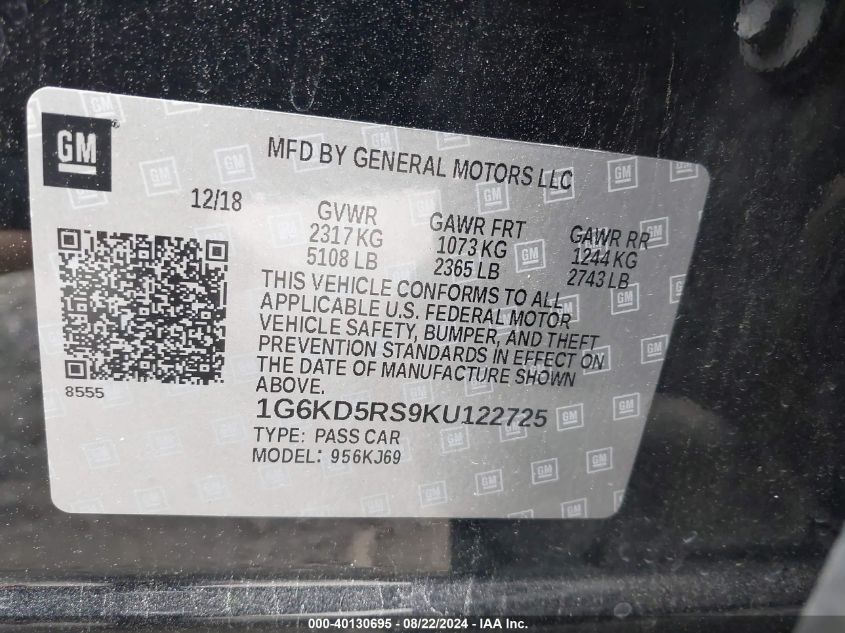 GM
MFD BY GENERAL MOTORS LLC
12/18
GVWR
2317 KG
5108 LB
GAWR FRT
1073 KG
2365 LB
GAWR RR
1244 KG
2743 LB
THIS VEHICLE CONFORMS TO ALL
APPLICABLE U.S. FEDERAL MOTOR
VEHICLE SAFETY, BUMPER, AND THEFT
PREVENTION STANDARDS IN EFFECT ON
THE DATE OF MANUFACTURE SHOWN
ABOVE.
8555
1G6KD5RS9KU122725
TYPE: PASS CAR
MODEL: 956KJ69
000-40130695 - 08/22/2024 - IAAI.com